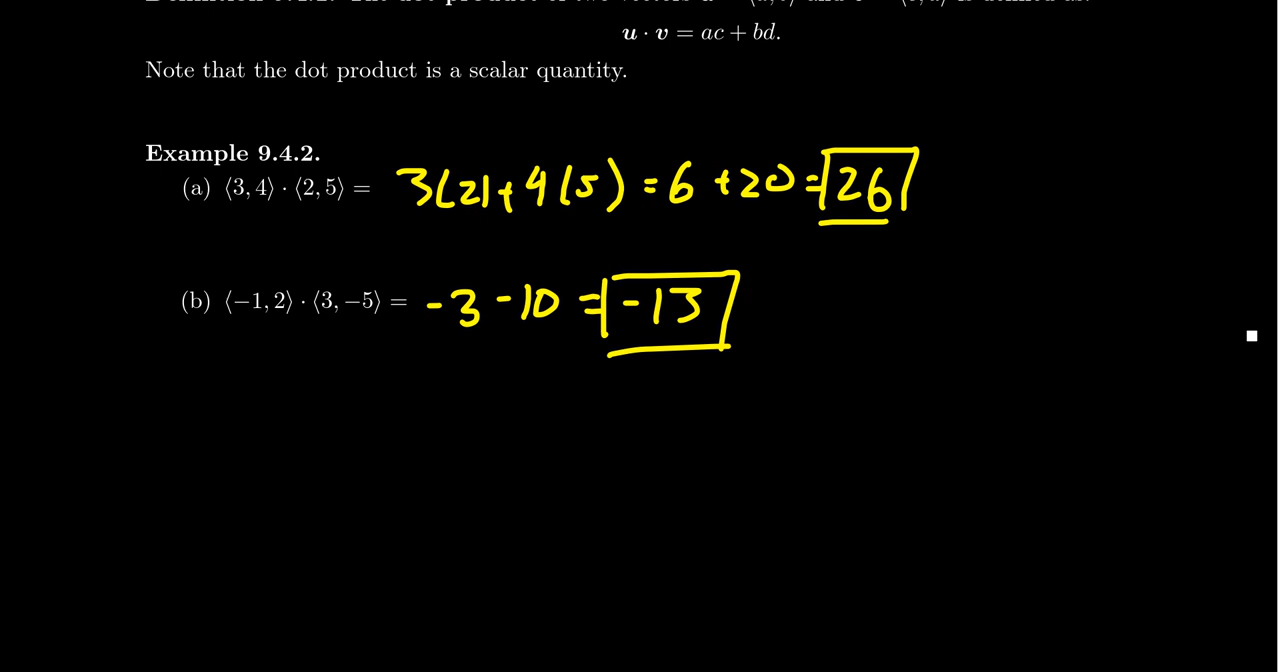 u · v = ac + bd.
Note that the dot product is a scalar quantity.
Example 9.4.2.
(a) ⟨3, 4⟩ · ⟨2, 5⟩ = 3(2)+4(5) = 6 + 20 = 26
(b) ⟨−1, 2⟩ · ⟨3, −5⟩ = -3 - 10 = -13